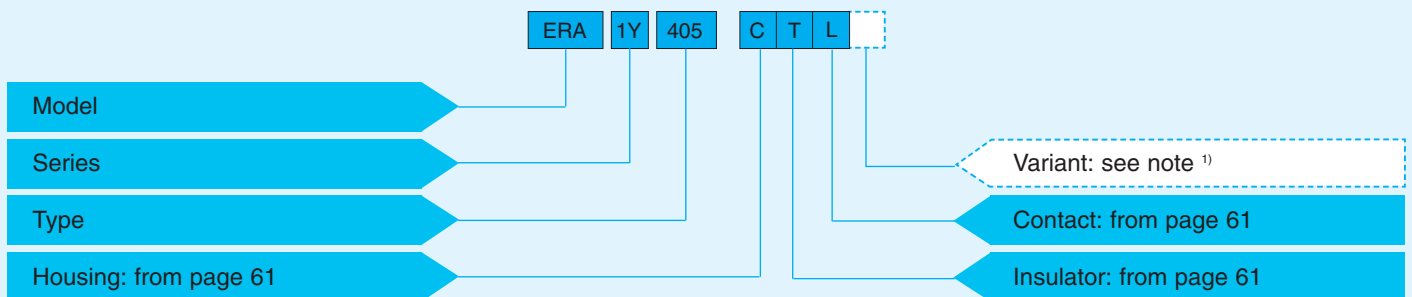 ERA 1Y 405 C T L
Model
Series
Variant: see note 1)
Type
Contact: from page 61
Housing: from page 61
Insulator: from page 61